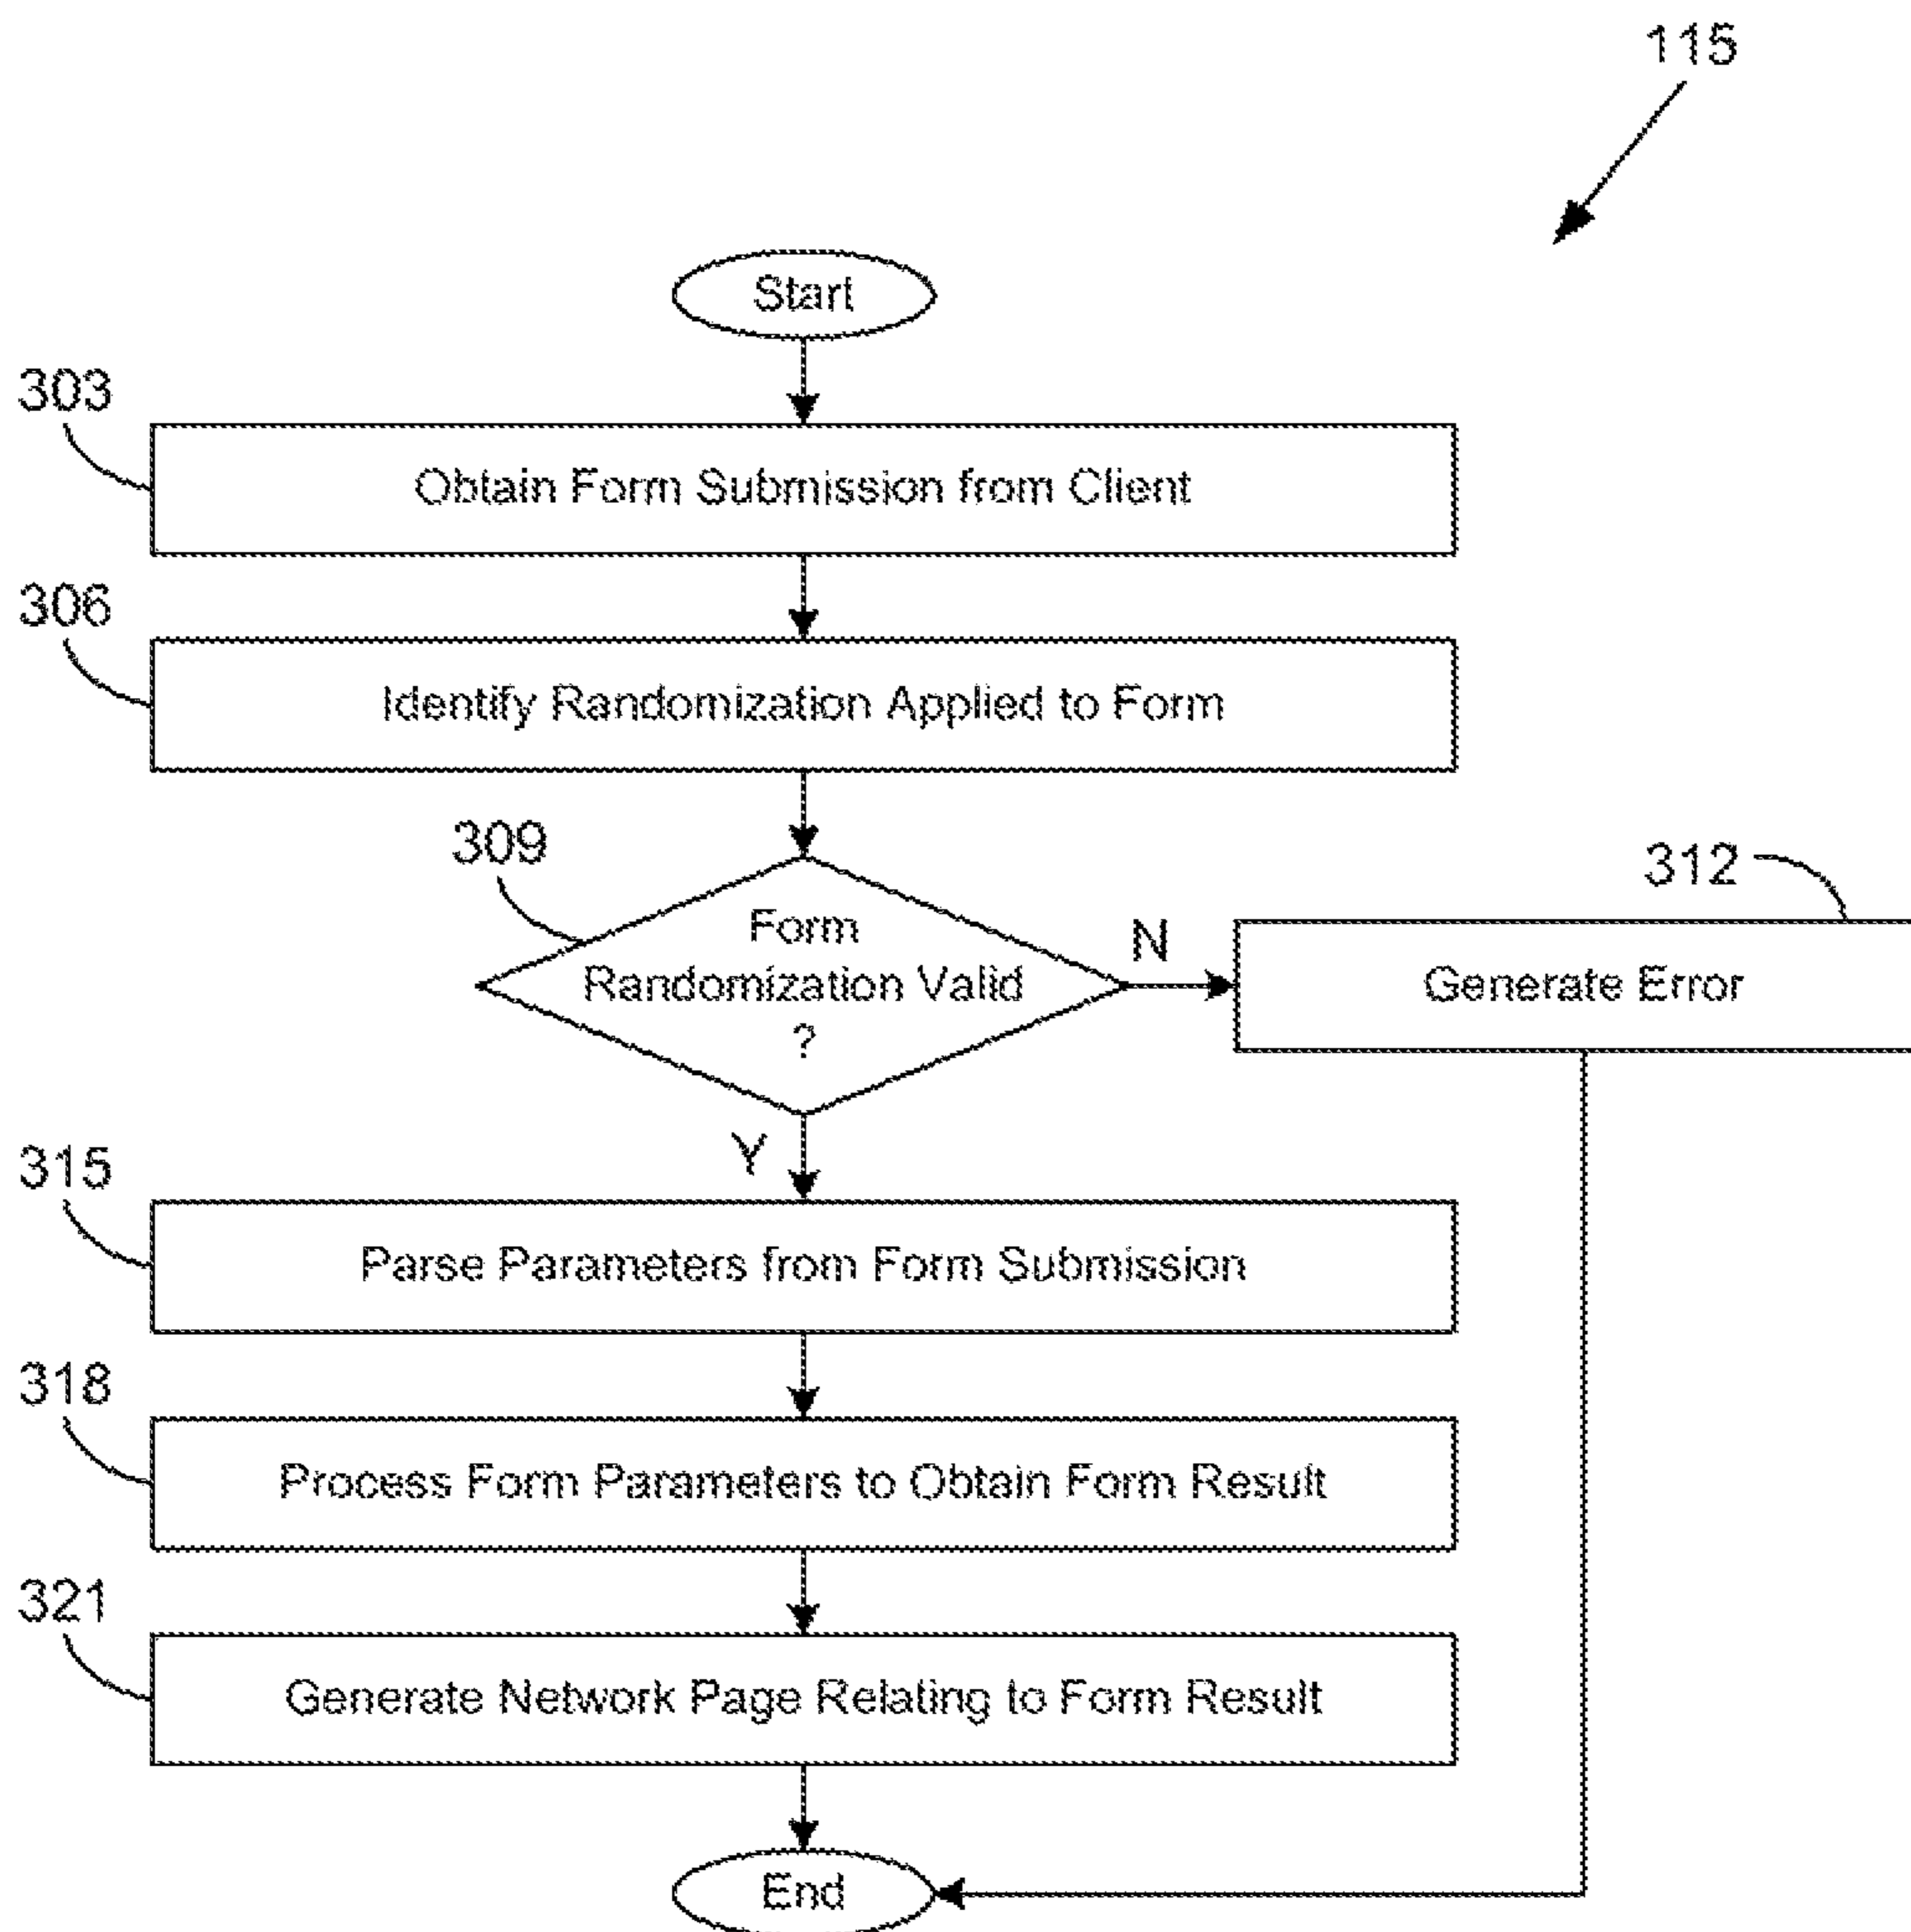 115
Start
303
Obtain Form Submission from Client
306
Identify Randomization Applied to Form
309
Form
Randomization Valid
?
N
312
Generate Error
Y
315
Parse Parameters from Form Submission
318
Process Form Parameters to Obtain Form Result
321
Generate Network Page Relating to Form Result
End